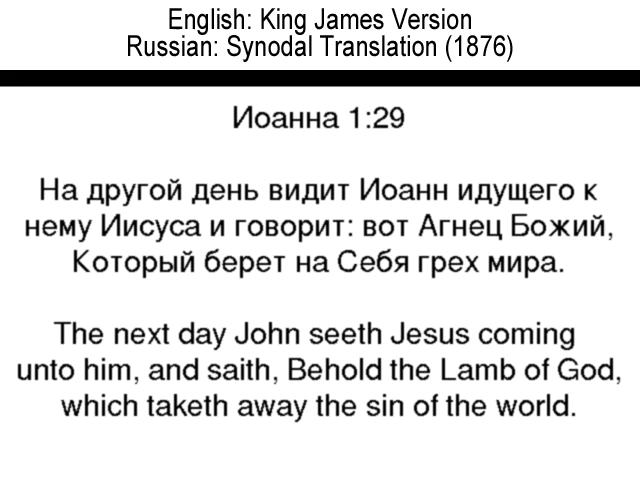 English: King James Version
Russian: Synodal Translation (1876)
Иоанна 1:29
На другой день видит Иоанн идущего к
нему Иисуса и говорит: вот Агнец Божий,
Который берет на Себя грех мира.
The next day John seeth Jesus coming
unto him, and saith, Behold the Lamb of God,
which taketh away the sin of the world.